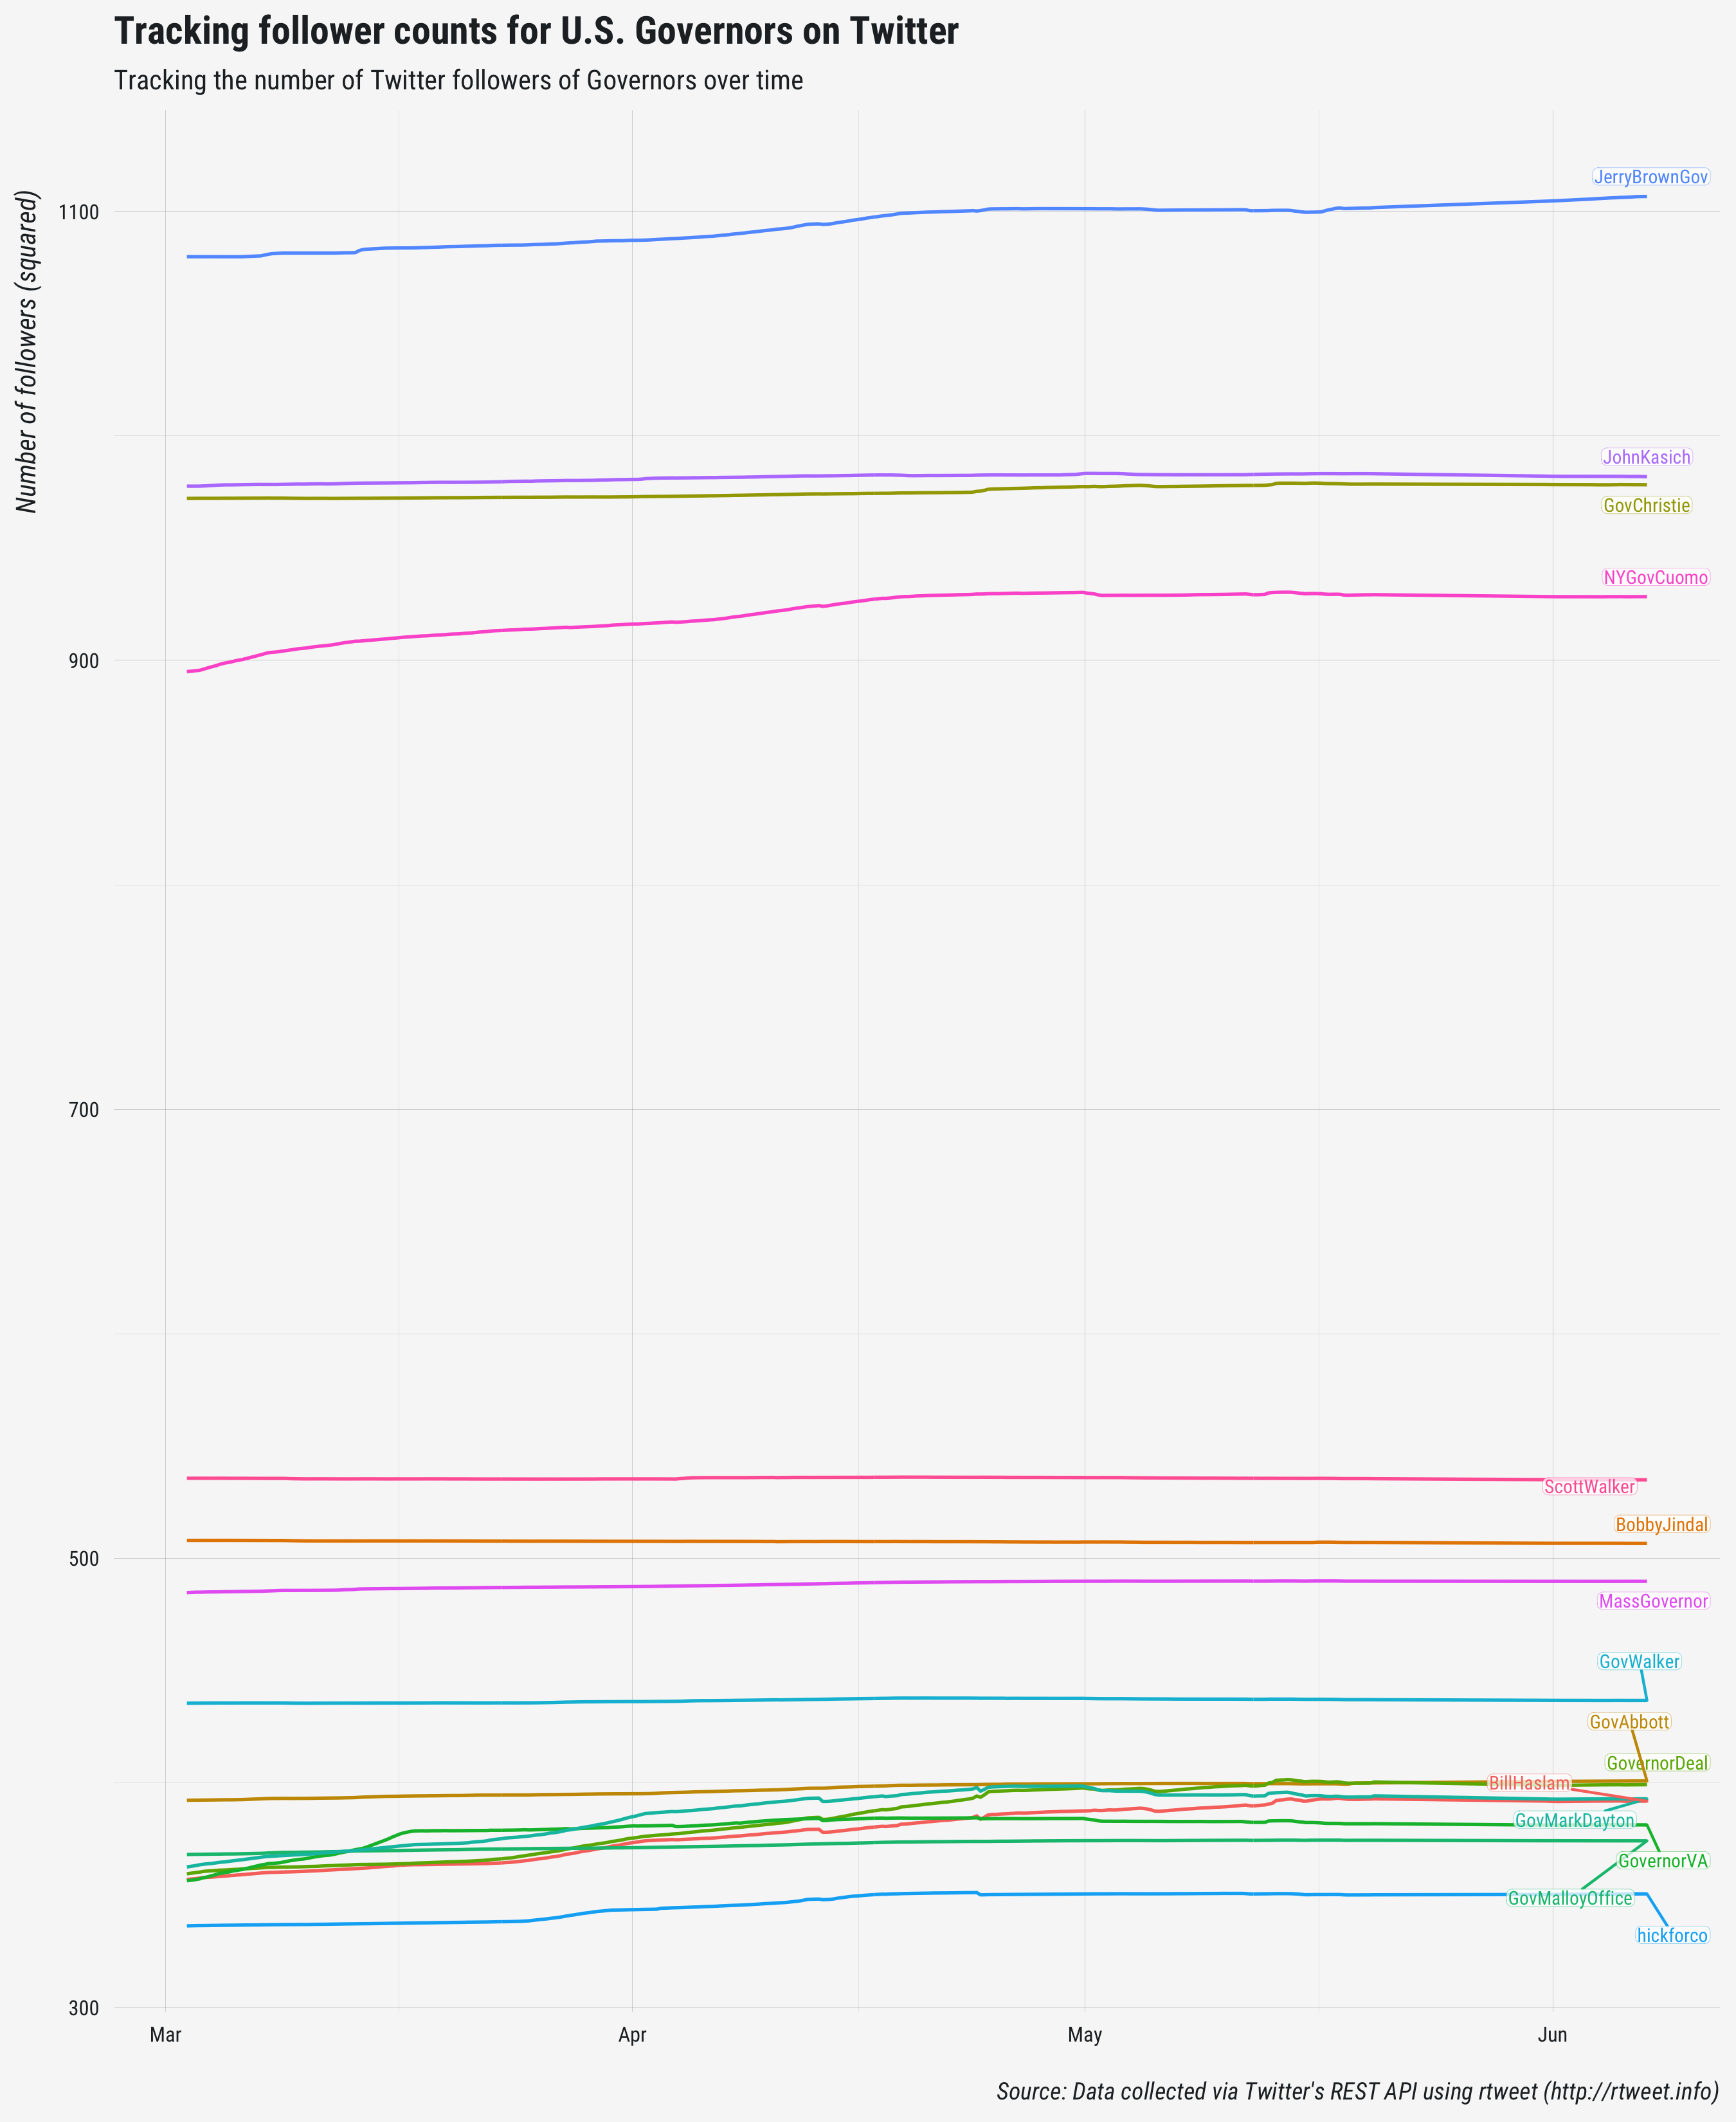 Tracking follower counts for U.S. Governors on Twitter
Tracking the number of Twitter followers of Governors over time
Number of followers (squared)
1100
900
700
500
300
JerryBrownGov
JohnKasich
GovChristie
NYGovCuomo
ScottWalker
BobbyJindal
MassGovernor
GovWalker
GovAbbott
GovernorDeal
BillHaslam
GovMarkDayton
GovernorVA
GovMalloyOffice
hickforco
Mar
Apr
May
Jun
Source: Data collected via Twitter's REST API using rtweet (http://rtweet.info)